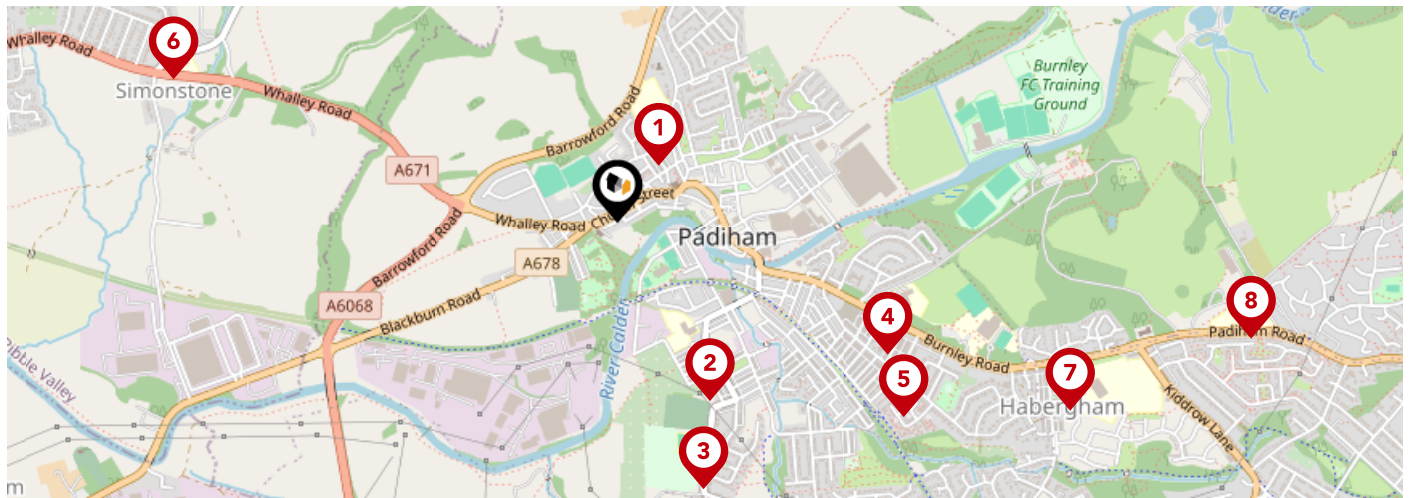 6
Whalley Road
Simonstone
Whalley Road
Burnley
FC Training
Ground
Barrowford Road
1
A671
Street
Whalley Road
Padiham
A678
Barrowford Road
A6068
Blackburn Road
River Calder
8
4
Padiham Road
Burnley Road
2
5
7
Habergham
Kiddrow Lane
Ribble Valley
3
m